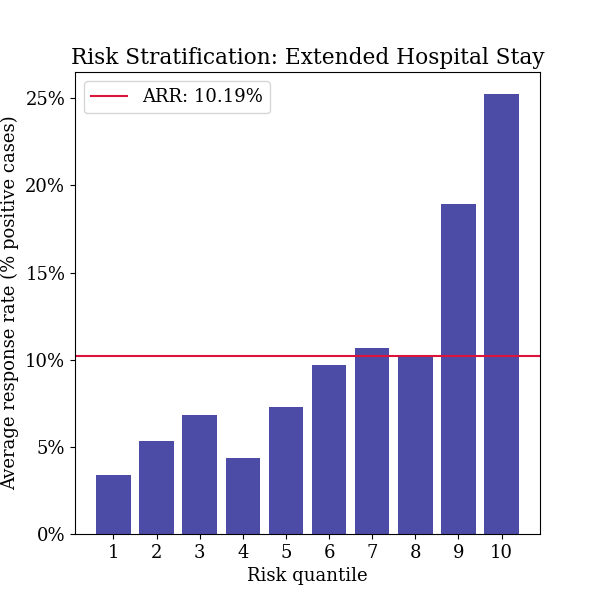 Risk Stratification: Extended Hospital Stay
ARR: 10.19%
Average response rate (% positive cases)
25%
20%
15%
10%
5%
0%
1 2 3 4 5 6 7 8 9 10
Risk quantile